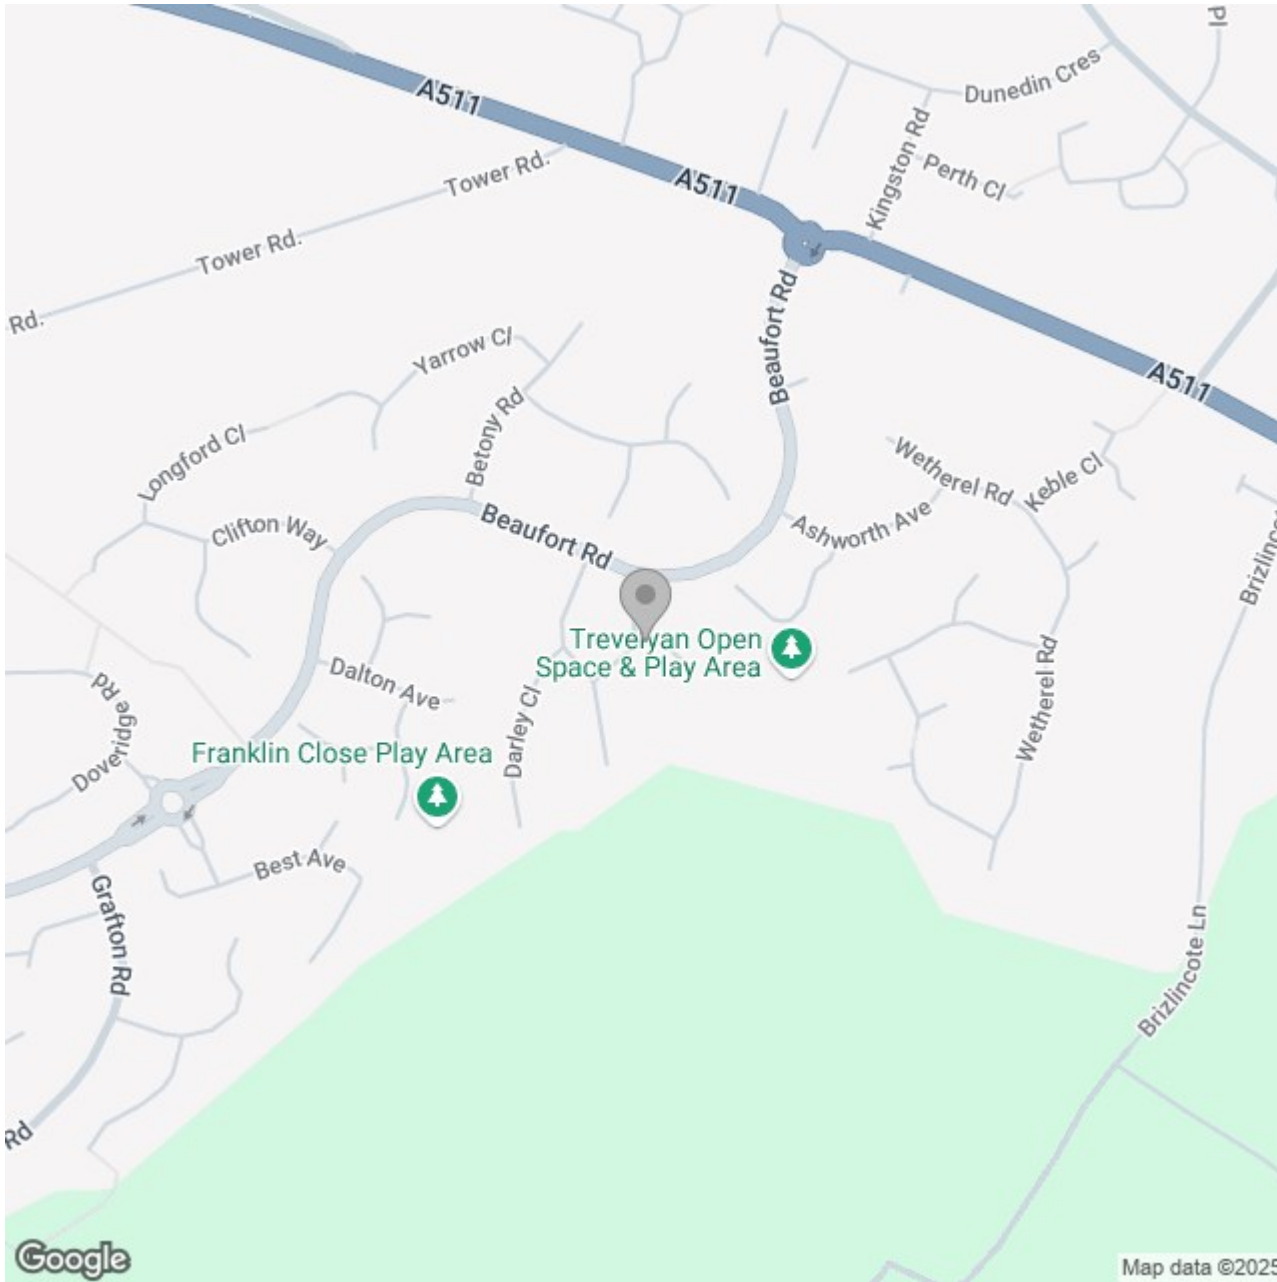 Pl
Dunedin Cres
A511
A511
Kingston Rd
Perth Cl
Tower Rd.
Tower Rd.
Rd.
Beaufort Rd
Yarrow Cl
A511
Betony Rd
Longford Cl
Wetherel Rd
Keble Cl
Clifton Way
Beaufort Rd
Ashworth Ave
Brizlincote
Trevelyan Open
Space & Play Area
Dalton Ave
Doveridge Rd
Darley Cl
Wetherel Rd
Franklin Close Play Area
Best Ave
Grafton Rd
Brizlincote Ln
Rd
Google
Map data ©2025